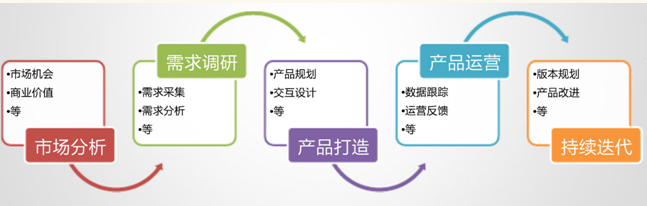 •市场机会
•商业价值
•等
市场分析
需求调研
•需求采集
•需求分析
•等
•产品规划
•交互设计
•等
产品打造
产品运营
•数据跟踪
•运营反馈
•等
•版本规划
•产品改进
•等
持续迭代